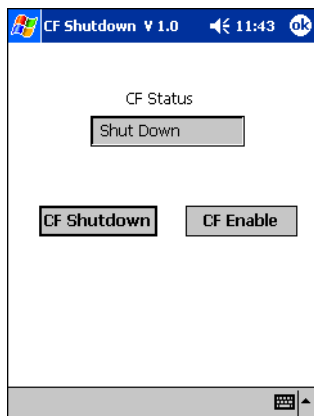 CF Shutdown V 1.0 11:43 ok
CF Status
Shut Down
CF Shutdown CF Enable